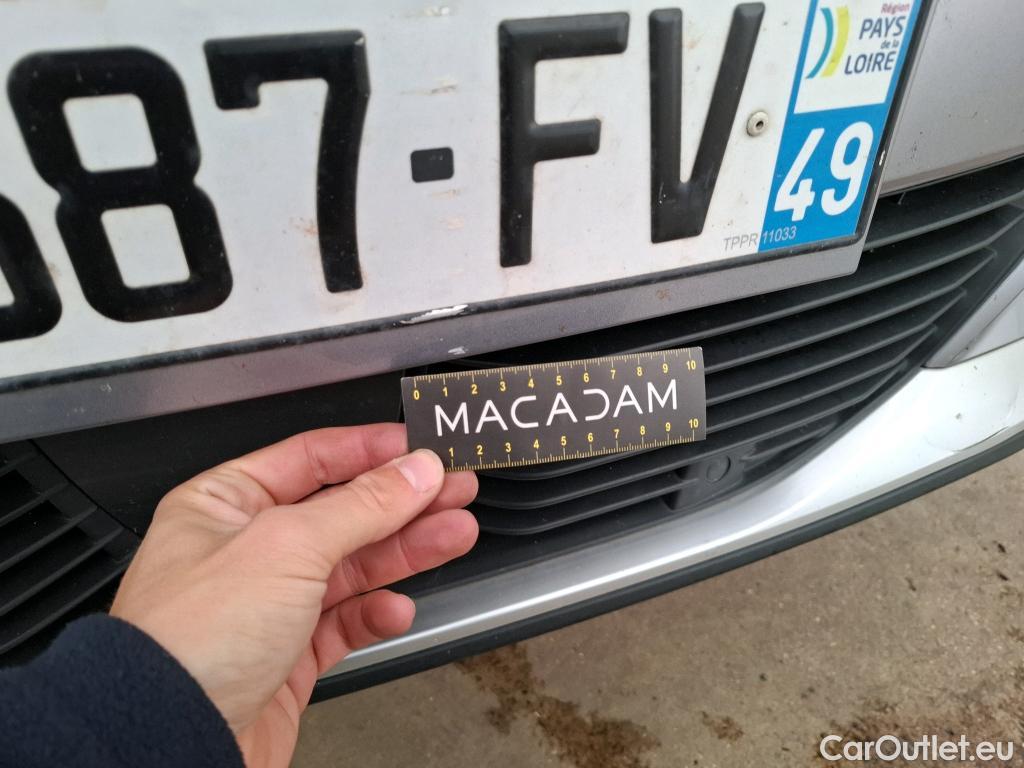 87-FV
Région
PAYS
de la
LOIRE
49
TPPR 11033
0 1 2 3 4 5 6 7 8 9 10
MACADAM
1 2 3 4 5 6 7 8 9 10
CarOutlet.eu